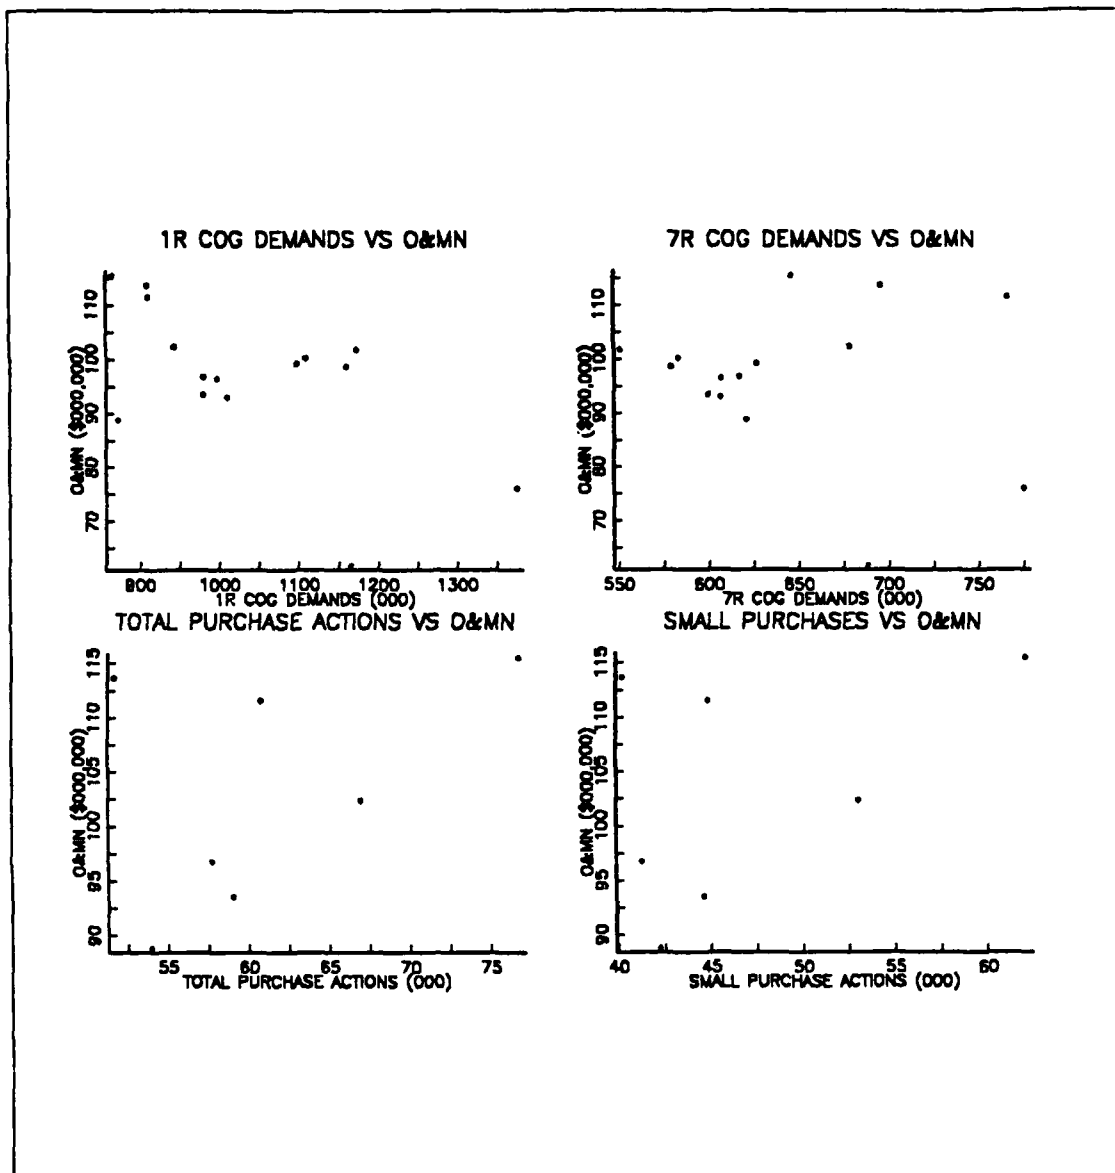 1R COG DEMANDS VS O&MN
O&MN ($000,000)
110
100
90
80
70
900 1000 1100 1200 1300
1R COG DEMANDS (000)
7R COG DEMANDS VS O&MN
O&MN ($000,000)
110
100
90
80
70
550 600 650 700 750
7R COG DEMANDS (000)
TOTAL PURCHASE ACTIONS VS O&MN
O&MN ($000,000)
115
110
105
100
95
90
55 60 65 70 75
TOTAL PURCHASE ACTIONS (000)
SMALL PURCHASES VS O&MN
O&MN ($000,000)
115
110
105
100
95
90
40 45 50 55 60
SMALL PURCHASE ACTIONS (000)